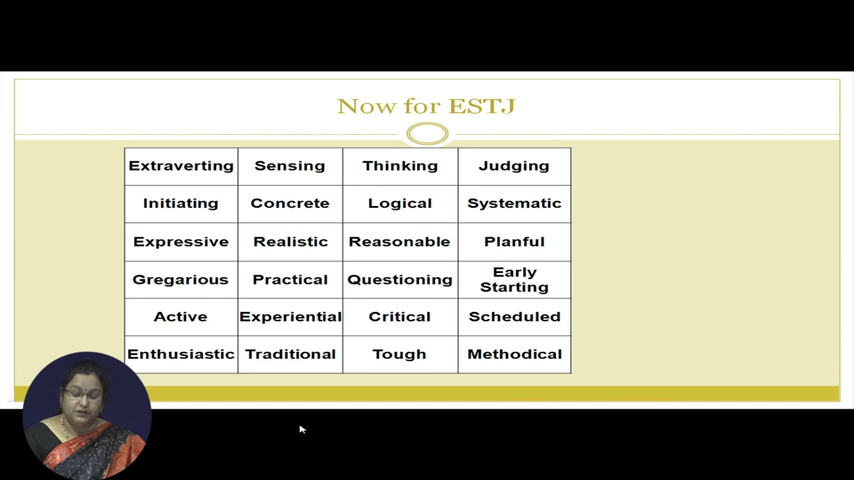 Now for ESTJ
Extraverting Sensing Thinking Judging
Initiating Concrete Logical Systematic
Expressive Realistic Reasonable Planful
Gregarious Practical Questioning Early Starting
Active Experiential Critical Scheduled
Enthusiastic Traditional Tough Methodical